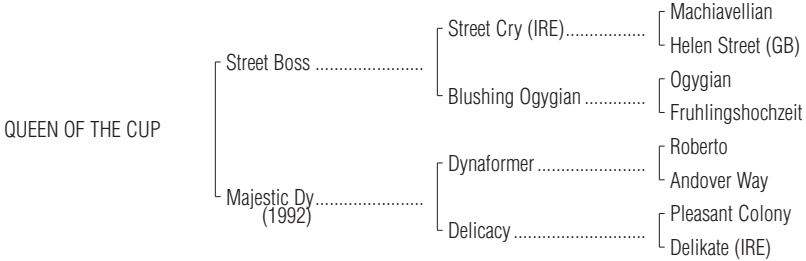 Machiavellian
Street Cry (IRE).................
Helen Street (GB)
Street Boss .......................
Ogygian
Blushing Ogygian .............
Fruhlingshochzeit
QUEEN OF THE CUP
Roberto
Dynaformer .......................
Andover Way
Majestic Dy.......................
(1992)
Pleasant Colony
Delicacy ............................
Delikate (IRE)